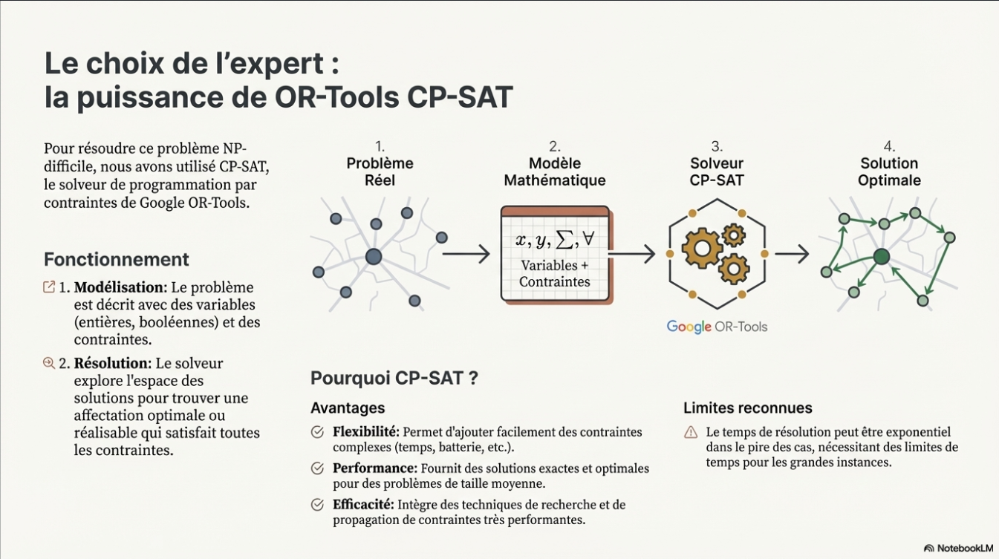 Le choix de l'expert :
la puissance de OR-Tools CP-SAT
Pour résoudre ce problème NP-
difficile, nous avons utilisé CP-SAT,
le solveur de programmation par
contraintes de Google OR-Tools.
Fonctionnement
1. Modélisation: Le problème
est décrit avec des variables
(entières, booléennes) et des
contraintes.
2. Résolution: Le solveur
explore l'espace des
solutions pour trouver une
affectation optimale ou
réalisable qui satisfait toutes
les contraintes.
1.
Problème
Réel
2.
Modèle
Mathématique
x, y, ∑, ∀
Variables +
Contraintes
3.
Solveur
CP-SAT
Google OR-Tools
4.
Solution
Optimale
Pourquoi CP-SAT ?
Avantages
Flexibilité: Permet d'ajouter facilement des contraintes
complexes (temps, batterie, etc.).
Performance: Fournit des solutions exactes et optimales
pour des problèmes de taille moyenne.
Efficacité: Intègre des techniques de recherche et de
propagation de contraintes très performantes.
Limites reconnues
Le temps de résolution peut être exponentiel
dans le pire des cas, nécessitant des limites de
temps pour les grandes instances.
NotebookLM